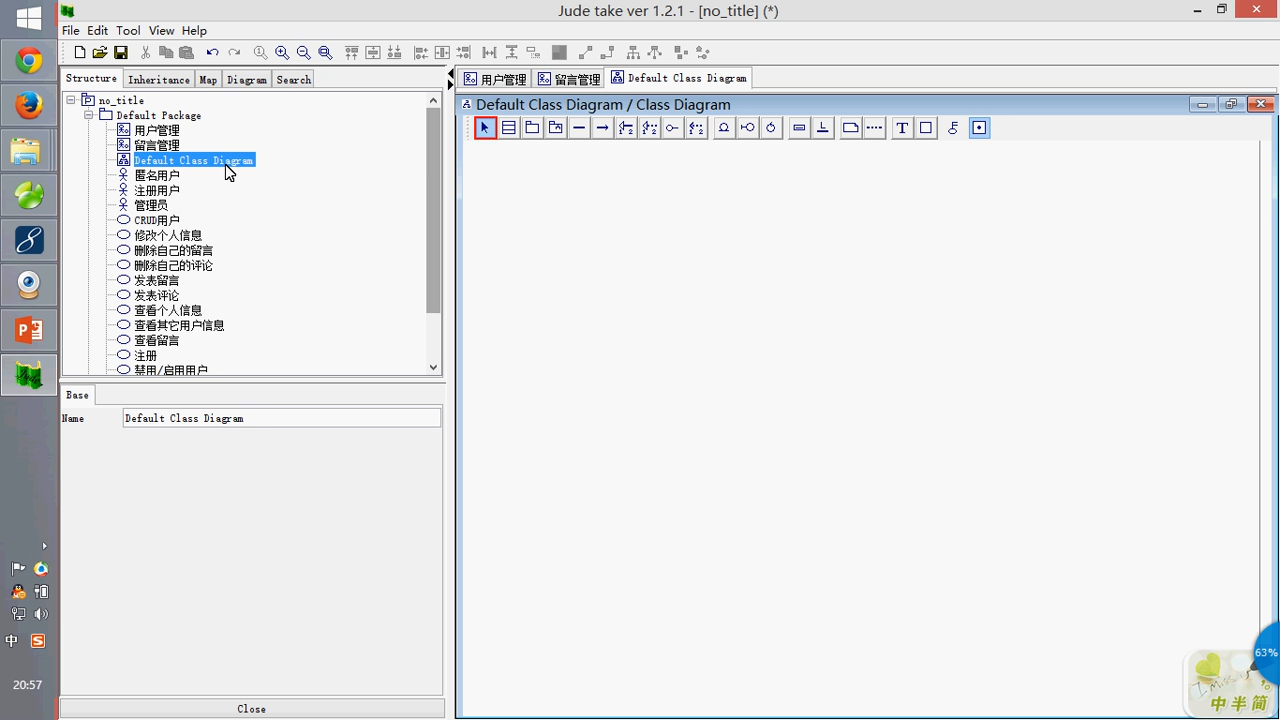 Jude take ver 1.2.1 - [no_title] (*)
File Edit Tool View Help
Structure Inheritance Map Diagram Search
用户管理 留言管理 Default Class Diagram
Default Class Diagram / Class Diagram
no_title
Default Package
用户管理
留言管理
Default Class Diagram
匿名用户
注册用户
管理员
CRUD用户
修改个人信息
删除自己的留言
删除自己的评论
发表留言
发表评论
查看个人信息
查看其它用户信息
查看留言
注册
禁用/启用用户
Base
Name Default Class Diagram
Close
中
20:57
63%
中半简